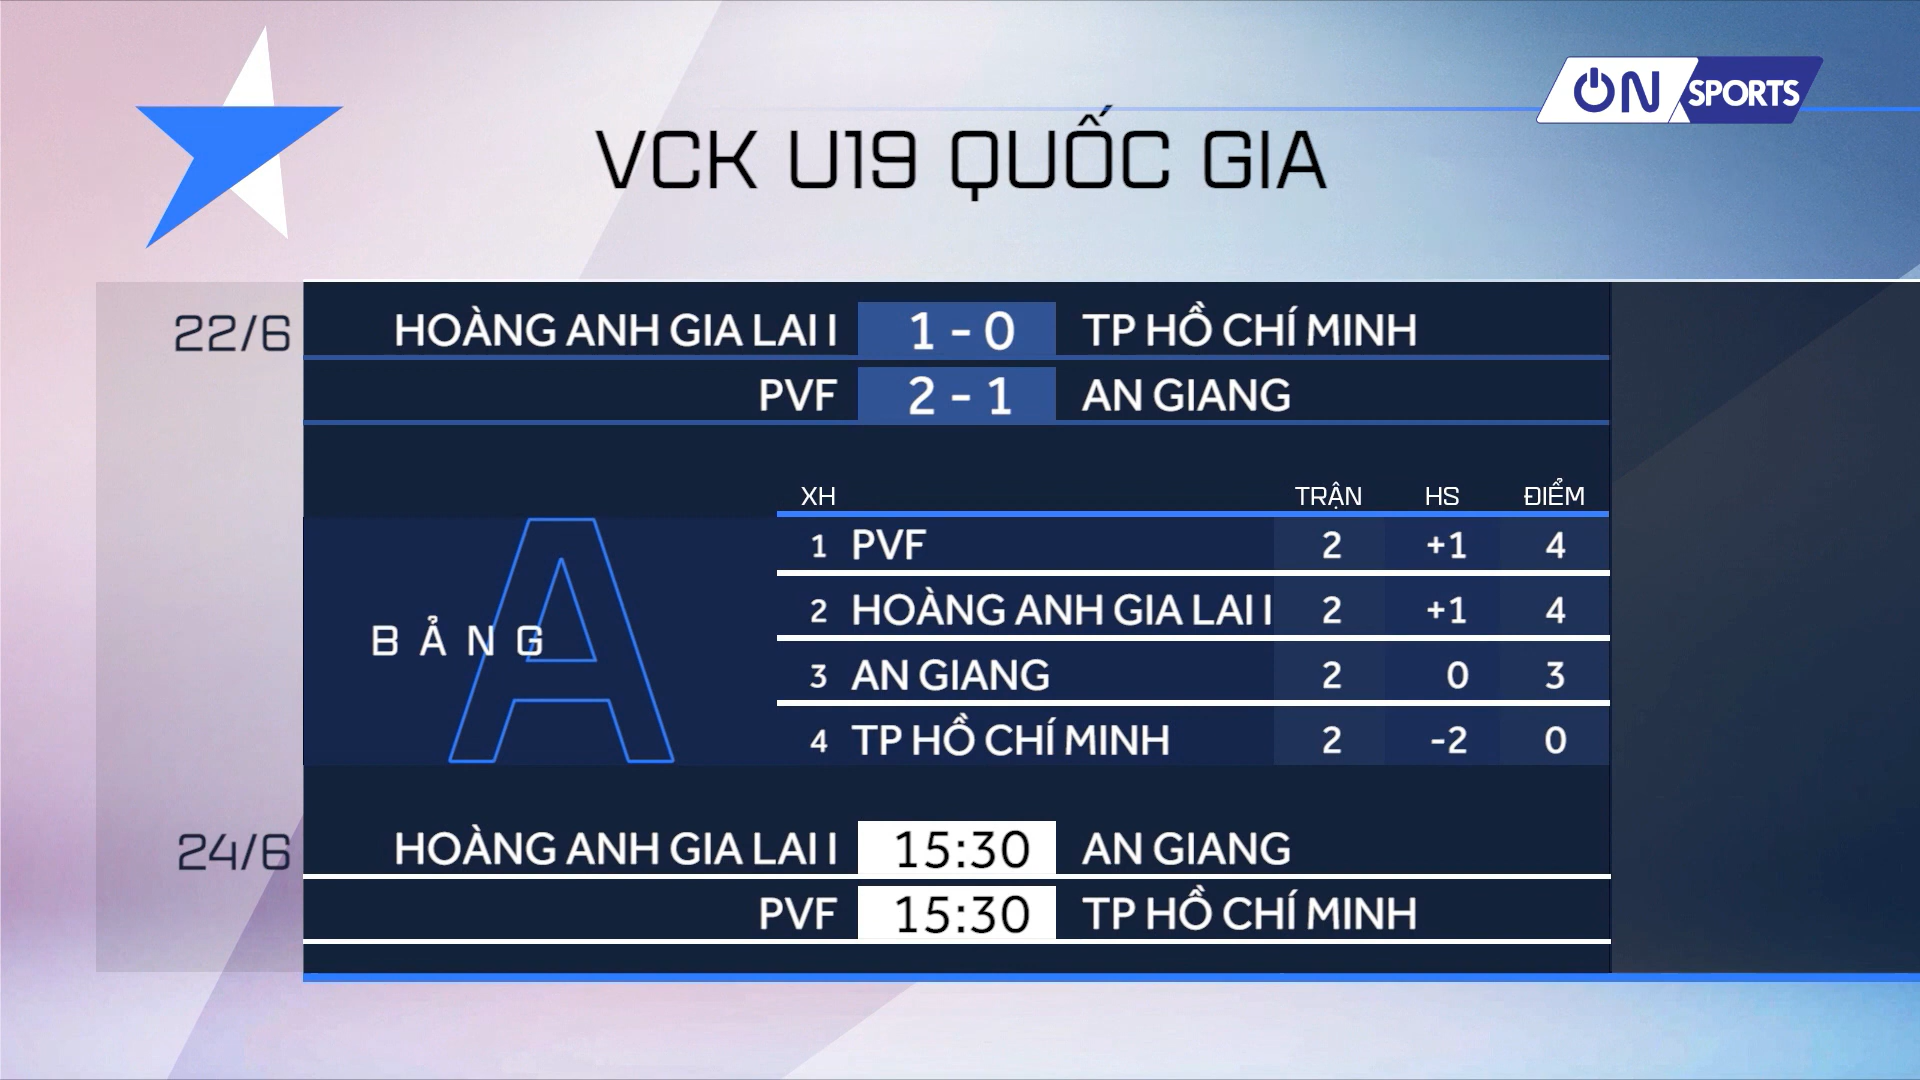 ON SPORTS
VCK U19 QUỐC GIA
22/6 HOÀNG ANH GIA LAI I 1 - 0 TP HỒ CHÍ MINH
PVF 2 - 1 AN GIANG
XH TRẬN HS ĐIỂM
BẢNG A
1 PVF 2 +1 4
2 HOÀNG ANH GIA LAI I 2 +1 4
3 AN GIANG 2 0 3
4 TP HỒ CHÍ MINH 2 -2 0
24/6 HOÀNG ANH GIA LAI I 15:30 AN GIANG
PVF 15:30 TP HỒ CHÍ MINH